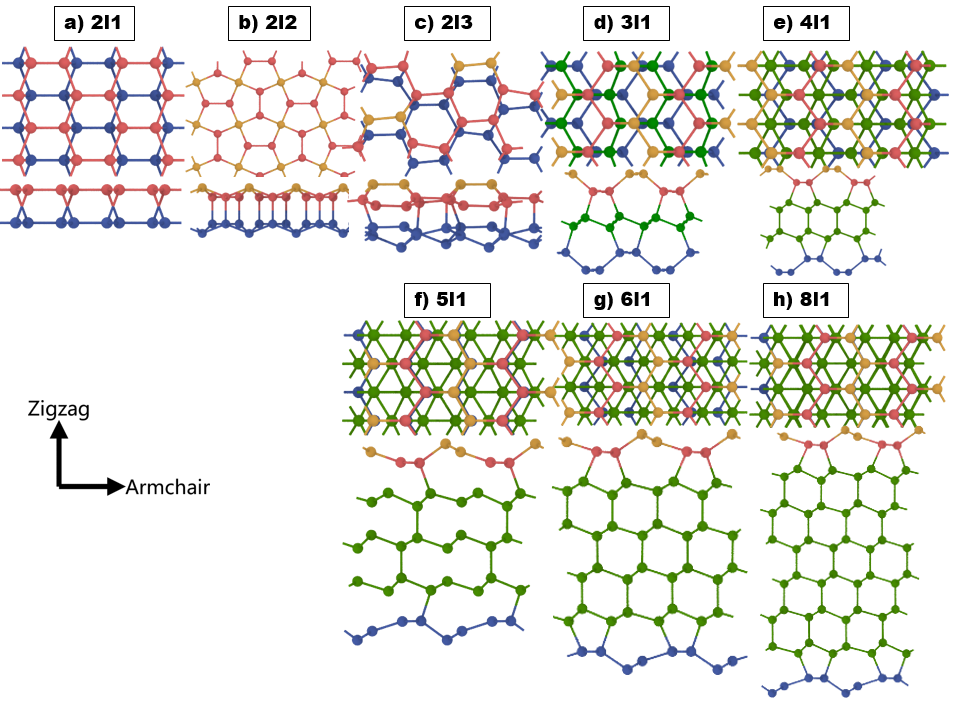 a) 2l1
b) 2l2
c) 2l3
d) 3l1
e) 4l1
f) 5l1
g) 6l1
h) 8l1
Zigzag
Armchair